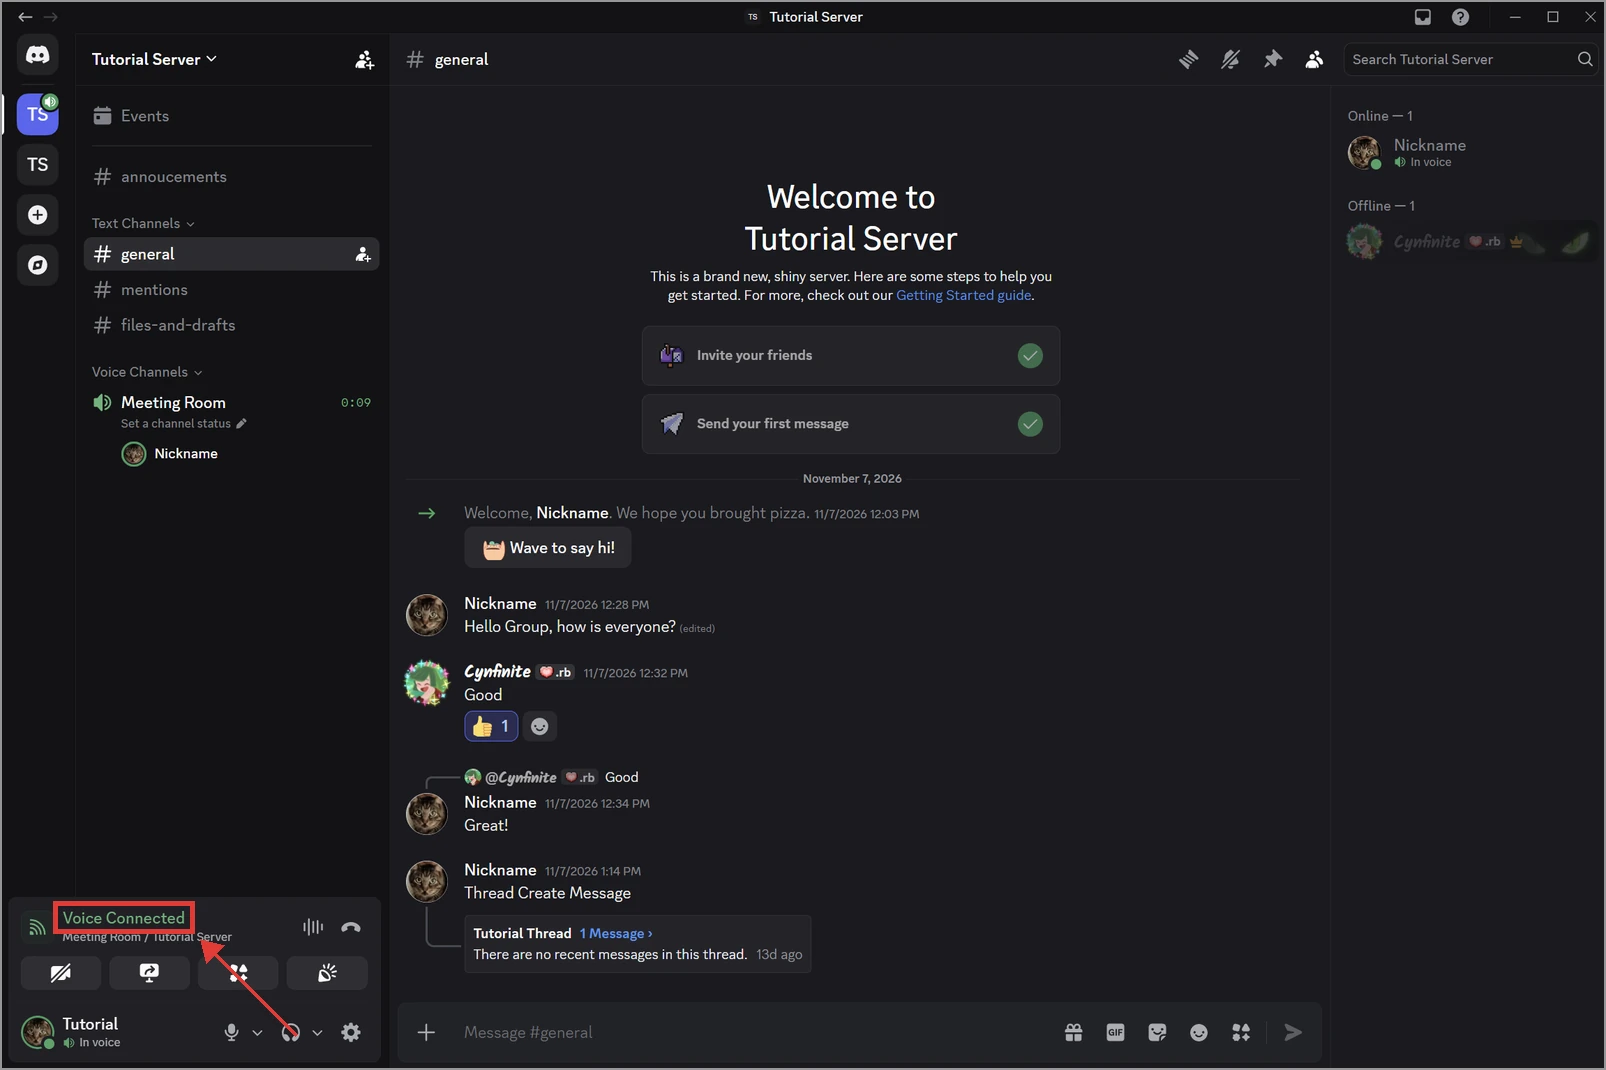 TS Tutorial Server
Tutorial Server
TS
TS
Events
annoucements
Text Channels
general
mentions
files-and-drafts
Voice Channels
Meeting Room 0:09
Set a channel status
Nickname
Voice Connected
Meeting Room / Tutorial Server
Tutorial
In voice
general
Search Tutorial Server
Welcome to
Tutorial Server
This is a brand new, shiny server. Here are some steps to help you
get started. For more, check out our Getting Started guide.
Invite your friends
Send your first message
November 7, 2026
Welcome, Nickname. We hope you brought pizza. 11/7/2026 12:03 PM
Wave to say hi!
Nickname 11/7/2026 12:28 PM
Hello Group, how is everyone? (edited)
Cynfinite .rb 11/7/2026 12:32 PM
Good
1
@Cynfinite .rb Good
Nickname 11/7/2026 12:34 PM
Great!
Nickname 11/7/2026 1:14 PM
Thread Create Message
Tutorial Thread 1 Message ›
There are no recent messages in this thread. 13d ago
Message #general
GIF
Online — 1
Nickname
In voice
Offline — 1
Cynfinite .rb